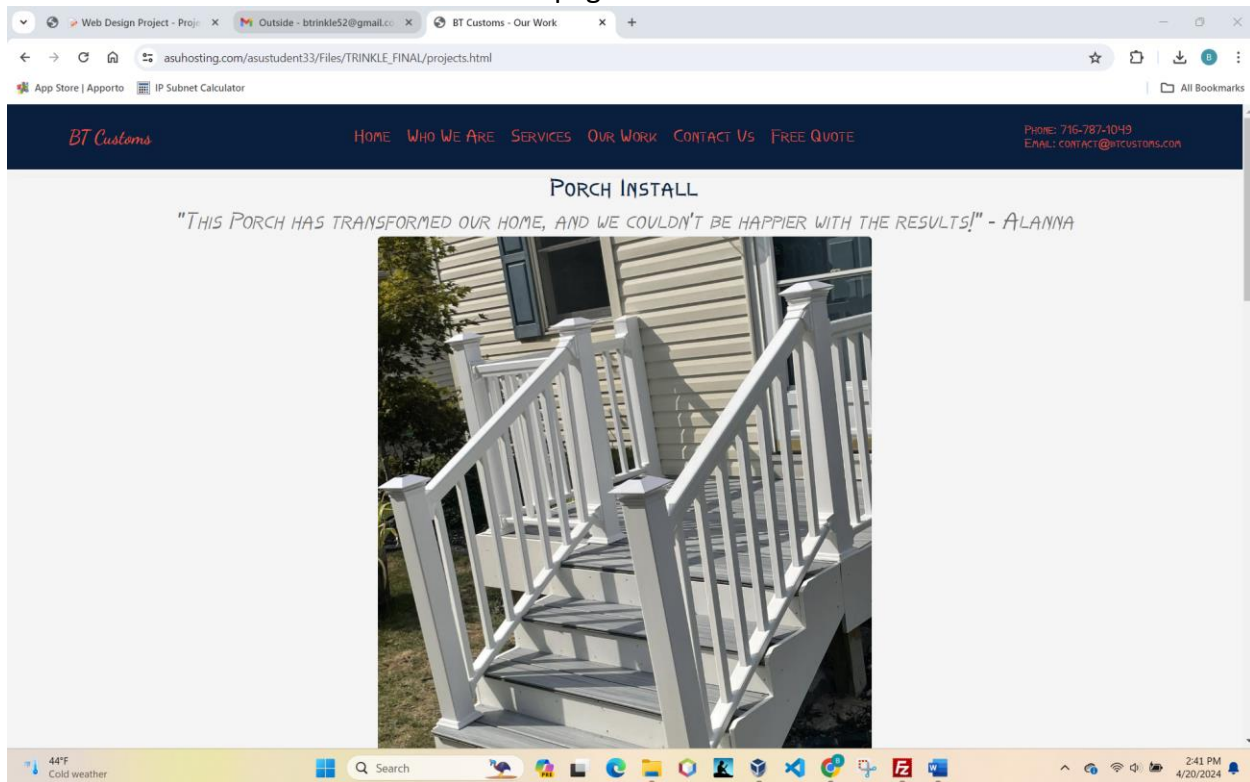 page
Web Design Project - Proje
Outside - btrinkle52@gmail.co
BT Customs - Our Work
asuhosting.com/asustudent33/Files/TRINKLE_FINAL/projects.html
B
App Store | Apporto
IP Subnet Calculator
All Bookmarks
BT Customs
Home Who We Are Services Our Work Contact Us Free Quote
Phone: 716-787-1049
Email: contact@btcustoms.com
Porch Install
"This Porch has transformed our home, and we couldn't be happier with the results!" - Alanna
44°F
Cold weather
Search
2:41 PM
4/20/2024